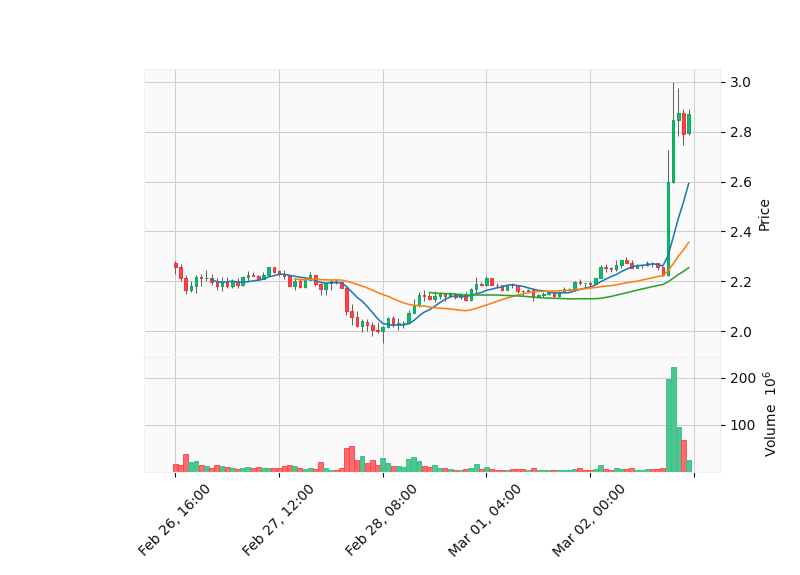 3.0
2.8
2.6
2.4
2.2
2.0
Price
200
100
Volume 10^6
Feb 26, 16:00
Feb 27, 12:00
Feb 28, 08:00
Mar 01, 04:00
Mar 02, 00:00